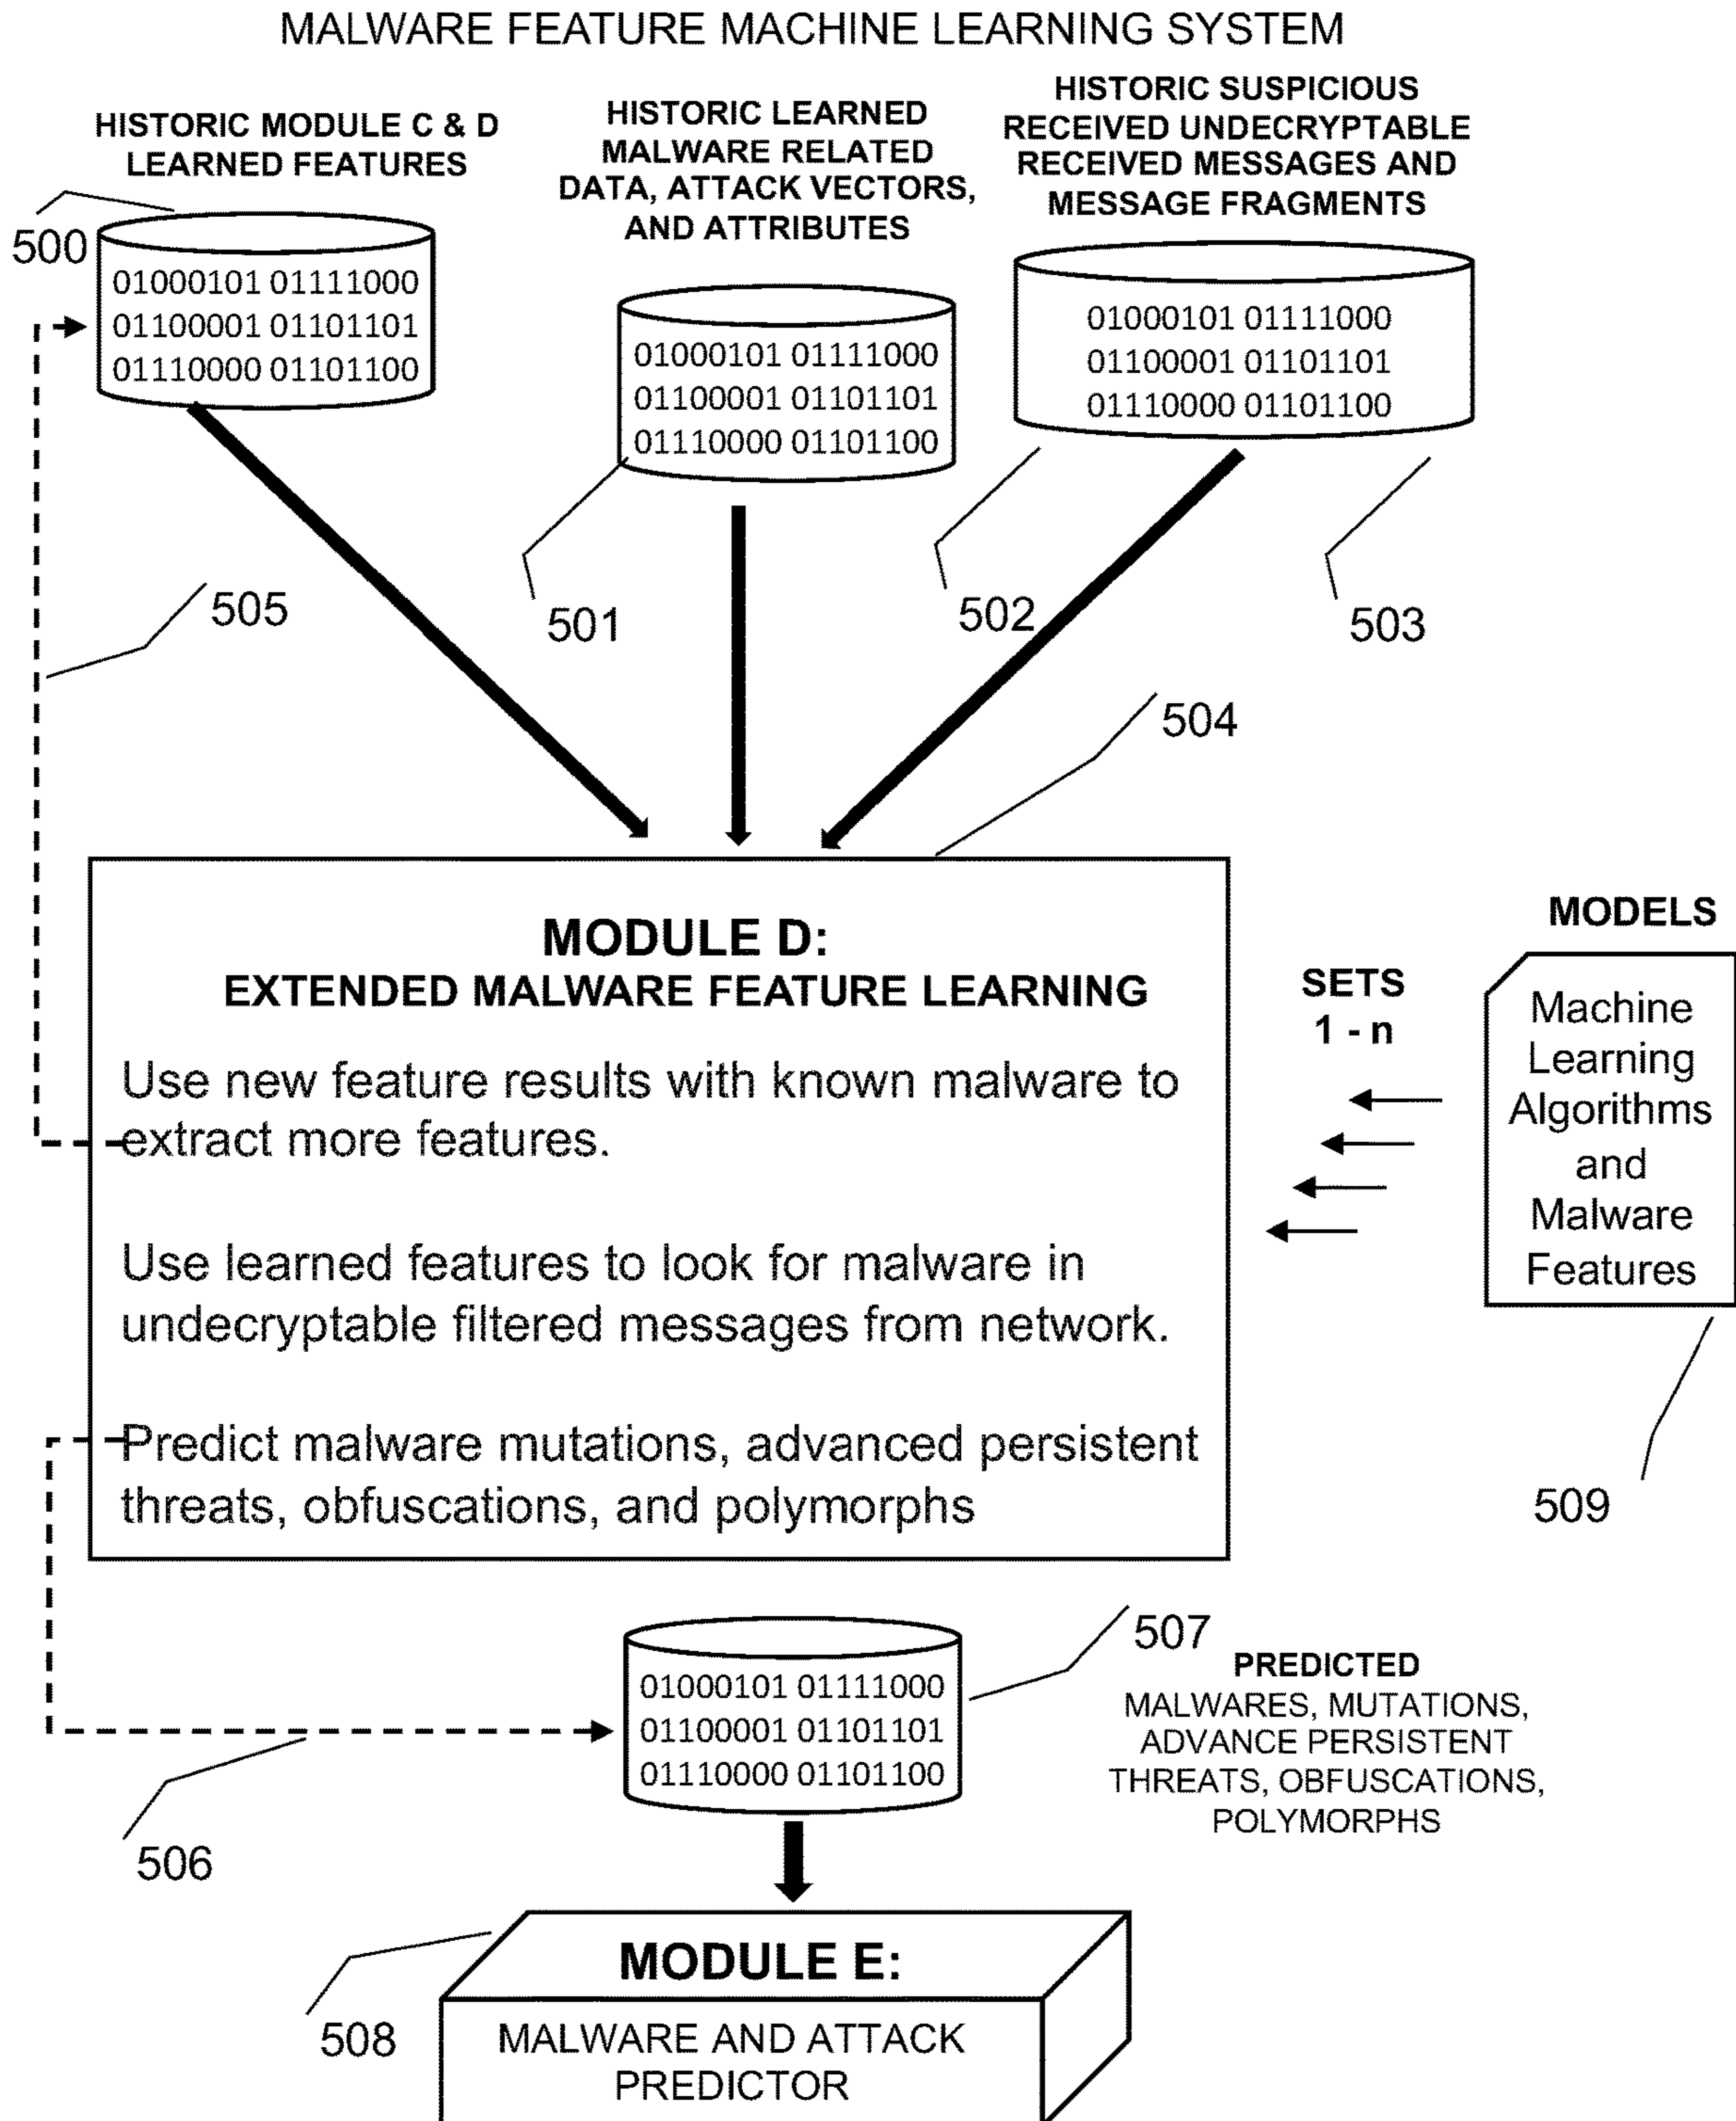 MALWARE FEATURE MACHINE LEARNING SYSTEM
HISTORIC MODULE C & D
LEARNED FEATURES
HISTORIC LEARNED
MALWARE RELATED
DATA, ATTACK VECTORS,
AND ATTRIBUTES
HISTORIC SUSPICIOUS
RECEIVED UNDECRYPTABLE
RECEIVED MESSAGES AND
MESSAGE FRAGMENTS
500
01000101 01111000
01100001 01101101
01110000 01101100
01000101 01111000
01100001 01101101
01110000 01101100
01000101 01111000
01100001 01101101
01110000 01101100
505
501
502
503
504
MODULE D:
EXTENDED MALWARE FEATURE LEARNING
Use new feature results with known malware to
extract more features.
Use learned features to look for malware in
undecryptable filtered messages from network.
Predict malware mutations, advanced persistent
threats, obfuscations, and polymorphs
SETS
1 - n
MODELS
Machine
Learning
Algorithms
and
Malware
Features
509
507
01000101 01111000
01100001 01101101
01110000 01101100
PREDICTED
MALWARES, MUTATIONS,
ADVANCE PERSISTENT
THREATS, OBFUSCATIONS,
POLYMORPHS
506
508
MODULE E:
MALWARE AND ATTACK
PREDICTOR